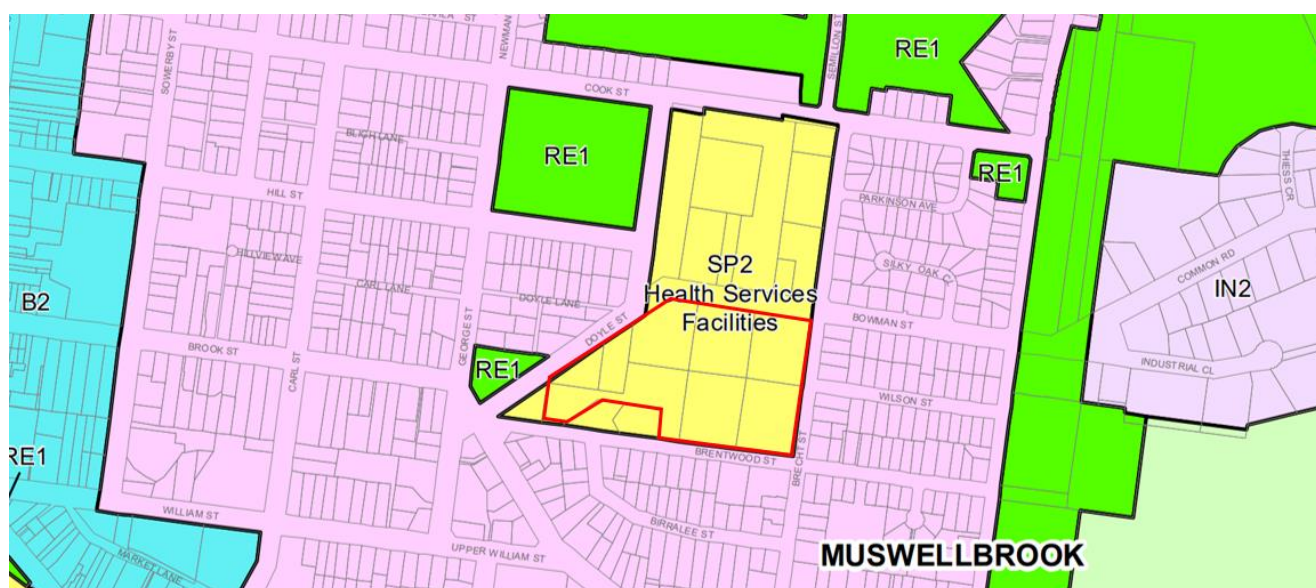 SOWERBY ST
NEWMAN
SEMILLON ST
RE1
COOK ST
BLIGH LANE
RE1
RE1
THIESS CR
HILL ST
PARKINSON AVE
SP2
Health Services
Facilities
HILLVIEW AVE
CARL LANE
DOYLE LANE
SILKY OAK CL
COMMON RD
IN2
B2
DOYLE ST
BOWMAN ST
GEORGE ST
BROOK ST
CARL ST
RE1
INDUSTRIAL CL
WILSON ST
RE1
BRENTWOOD ST
BRECHT ST
WILLIAM ST
BIRRALEE ST
MARKET LANE
UPPER WILLIAM ST
MUSWELLBROOK